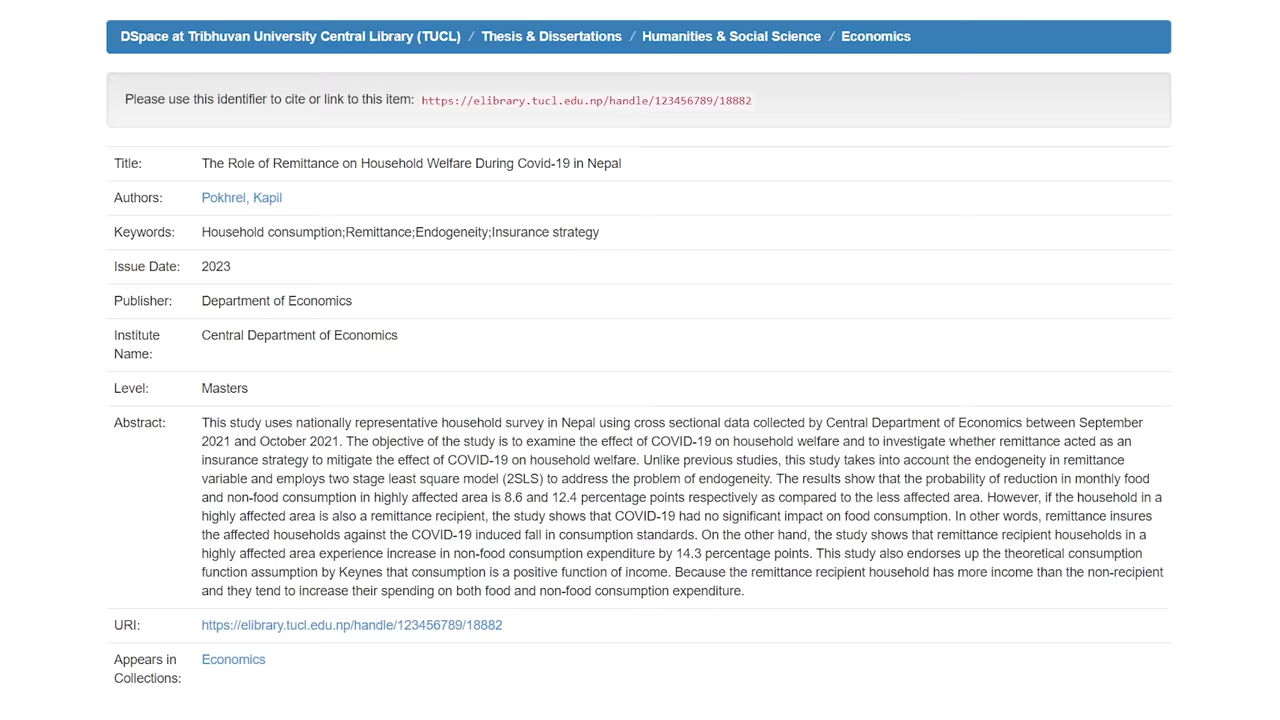 DSpace at Tribhuvan University Central Library (TUCL) / Thesis & Dissertations / Humanities & Social Science / Economics
Please use this identifier to cite or link to this item: https://elibrary.tucl.edu.np/handle/123456789/18882
Title: The Role of Remittance on Household Welfare During Covid-19 in Nepal
Authors: Pokhrel, Kapil
Keywords: Household consumption;Remittance;Endogeneity;Insurance strategy
Issue Date: 2023
Publisher: Department of Economics
Institute Name: Central Department of Economics
Level: Masters
Abstract: This study uses nationally representative household survey in Nepal using cross sectional data collected by Central Department of Economics between September
2021 and October 2021. The objective of the study is to examine the effect of COVID-19 on household welfare and to investigate whether remittance acted as an
insurance strategy to mitigate the effect of COVID-19 on household welfare. Unlike previous studies, this study takes into account the endogeneity in remittance
variable and employs two stage least square model (2SLS) to address the problem of endogeneity. The results show that the probability of reduction in monthly food
and non-food consumption in highly affected area is 8.6 and 12.4 percentage points respectively as compared to the less affected area. However, if the household in a
highly affected area is also a remittance recipient, the study shows that COVID-19 had no significant impact on food consumption. In other words, remittance insures
the affected households against the COVID-19 induced fall in consumption standards. On the other hand, the study shows that remittance recipient households in a
highly affected area experience increase in non-food consumption expenditure by 14.3 percentage points. This study also endorses up the theoretical consumption
function assumption by Keynes that consumption is a positive function of income. Because the remittance recipient household has more income than the non-recipient
and they tend to increase their spending on both food and non-food consumption expenditure.
URI: https://elibrary.tucl.edu.np/handle/123456789/18882
Appears in Collections: Economics